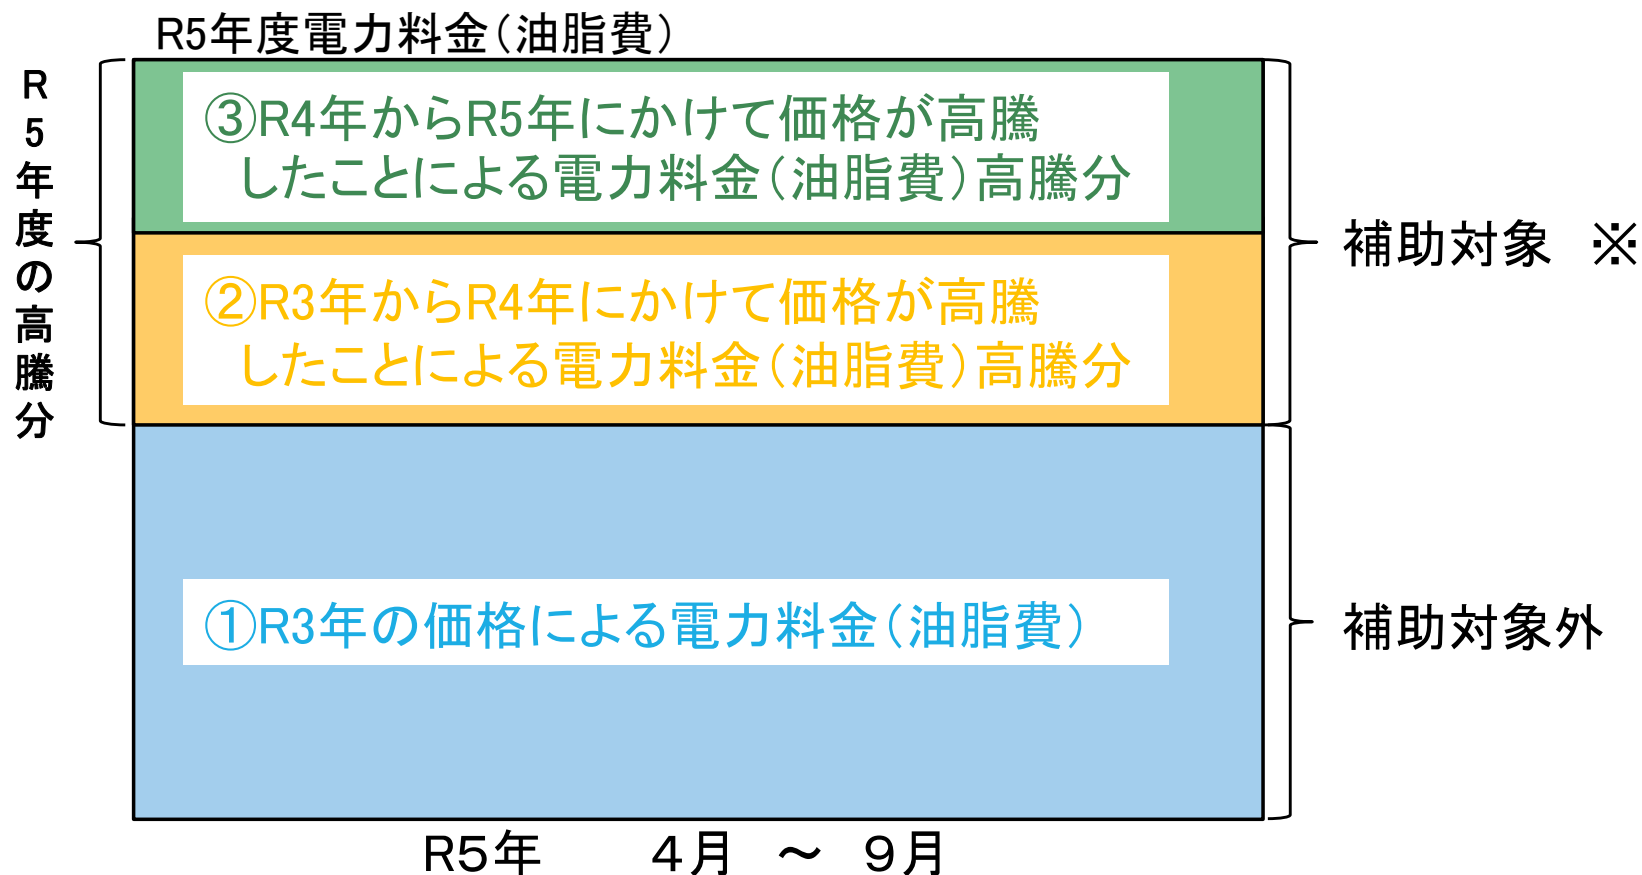 R5年度電力料金（油脂費）
R5年度の高騰分
③R4年からR5年にかけて価格が高騰
したことによる電力料金（油脂費）高騰分
補助対象　※
②R3年からR4年にかけて価格が高騰
したことによる電力料金（油脂費）高騰分
①R3年の価格による電力料金（油脂費）
補助対象外
R５年　　４月　～　９月